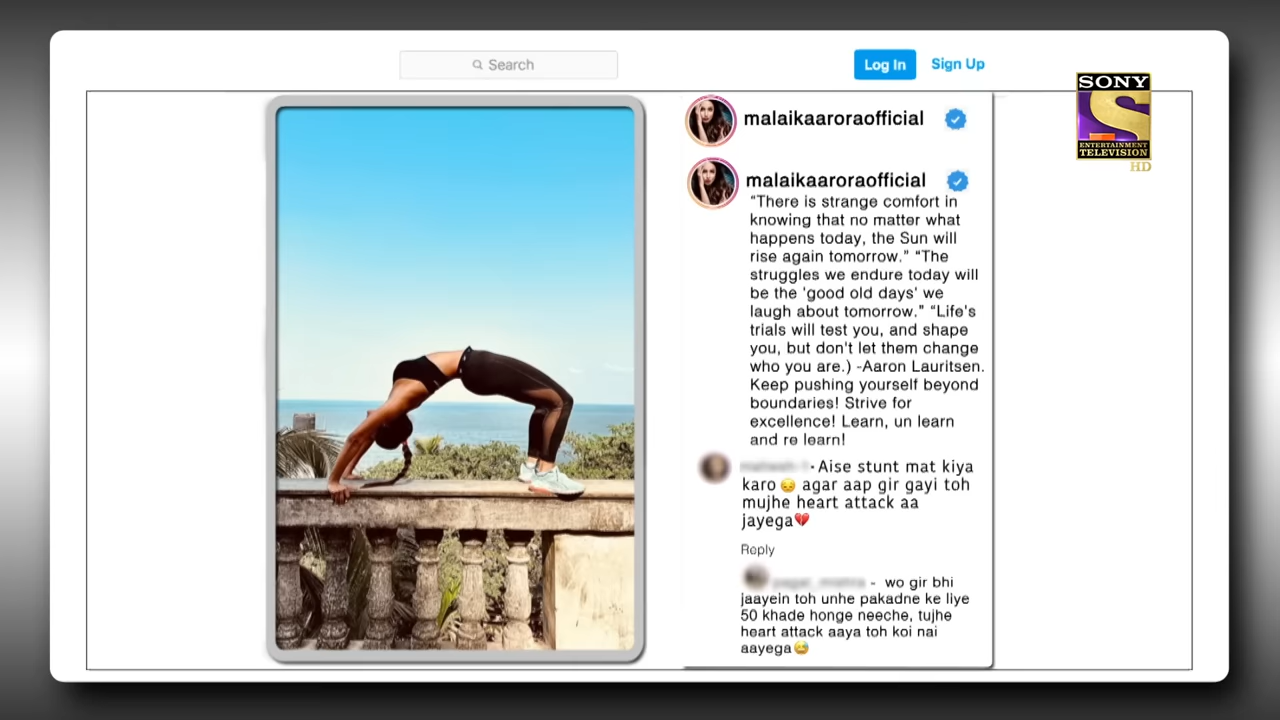 Search
Log In
Sign Up
SONY
ENTERTAINMENT
TELEVISION
HD
malaikaaroraofficial
malaikaaroraofficial
“There is strange comfort in
knowing that no matter what
happens today, the Sun will
rise again tomorrow.” “The
struggles we endure today will
be the 'good old days' we
laugh about tomorrow.” “Life's
trials will test you, and shape
you, but don't let them change
who you are.) -Aaron Lauritsen.
Keep pushing yourself beyond
boundaries! Strive for
excellence! Learn, un learn
and re learn!
•Aise stunt mat kiya
karo😔 agar aap gir gayi toh
mujhe heart attack aa
jayega💔
Reply
- wo gir bhi
jaayein toh unhe pakadne ke liye
50 khade honge neeche, tujhe
heart attack aaya toh koi nai
aayega😅